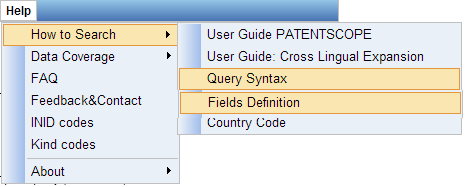 Help
How to Search
Data Coverage
FAQ
Feedback&Contact
INID codes
Kind codes
About
User Guide PATENTSCOPE
User Guide: Cross Lingual Expansion
Query Syntax
Fields Definition
Country Code